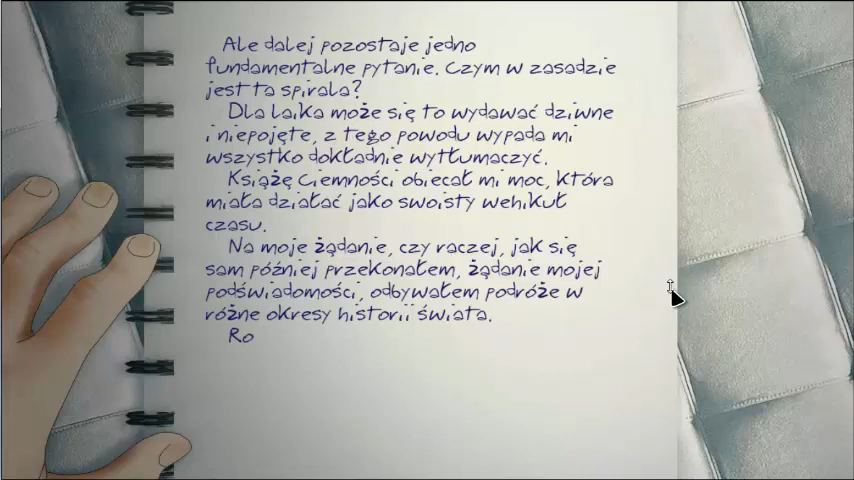 Ale dalej pozostaje jedno
fundamentalne pytanie. Czym w zasadzie
jest ta spirala?
Dla laika może się to wydawać dziwne
i niepojęte, z tego powodu wypada mi
wszystko dokładnie wytłumaczyć.
Książę Ciemności obiecał mi moc, która
miała działać jako swoisty wehikuł
czasu.
Na moje żądanie, czy raczej, jak się
sam później przekonałem, żądanie mojej
podświadomości, odbywałem podróże w
różne okresy historii świata.
Ro